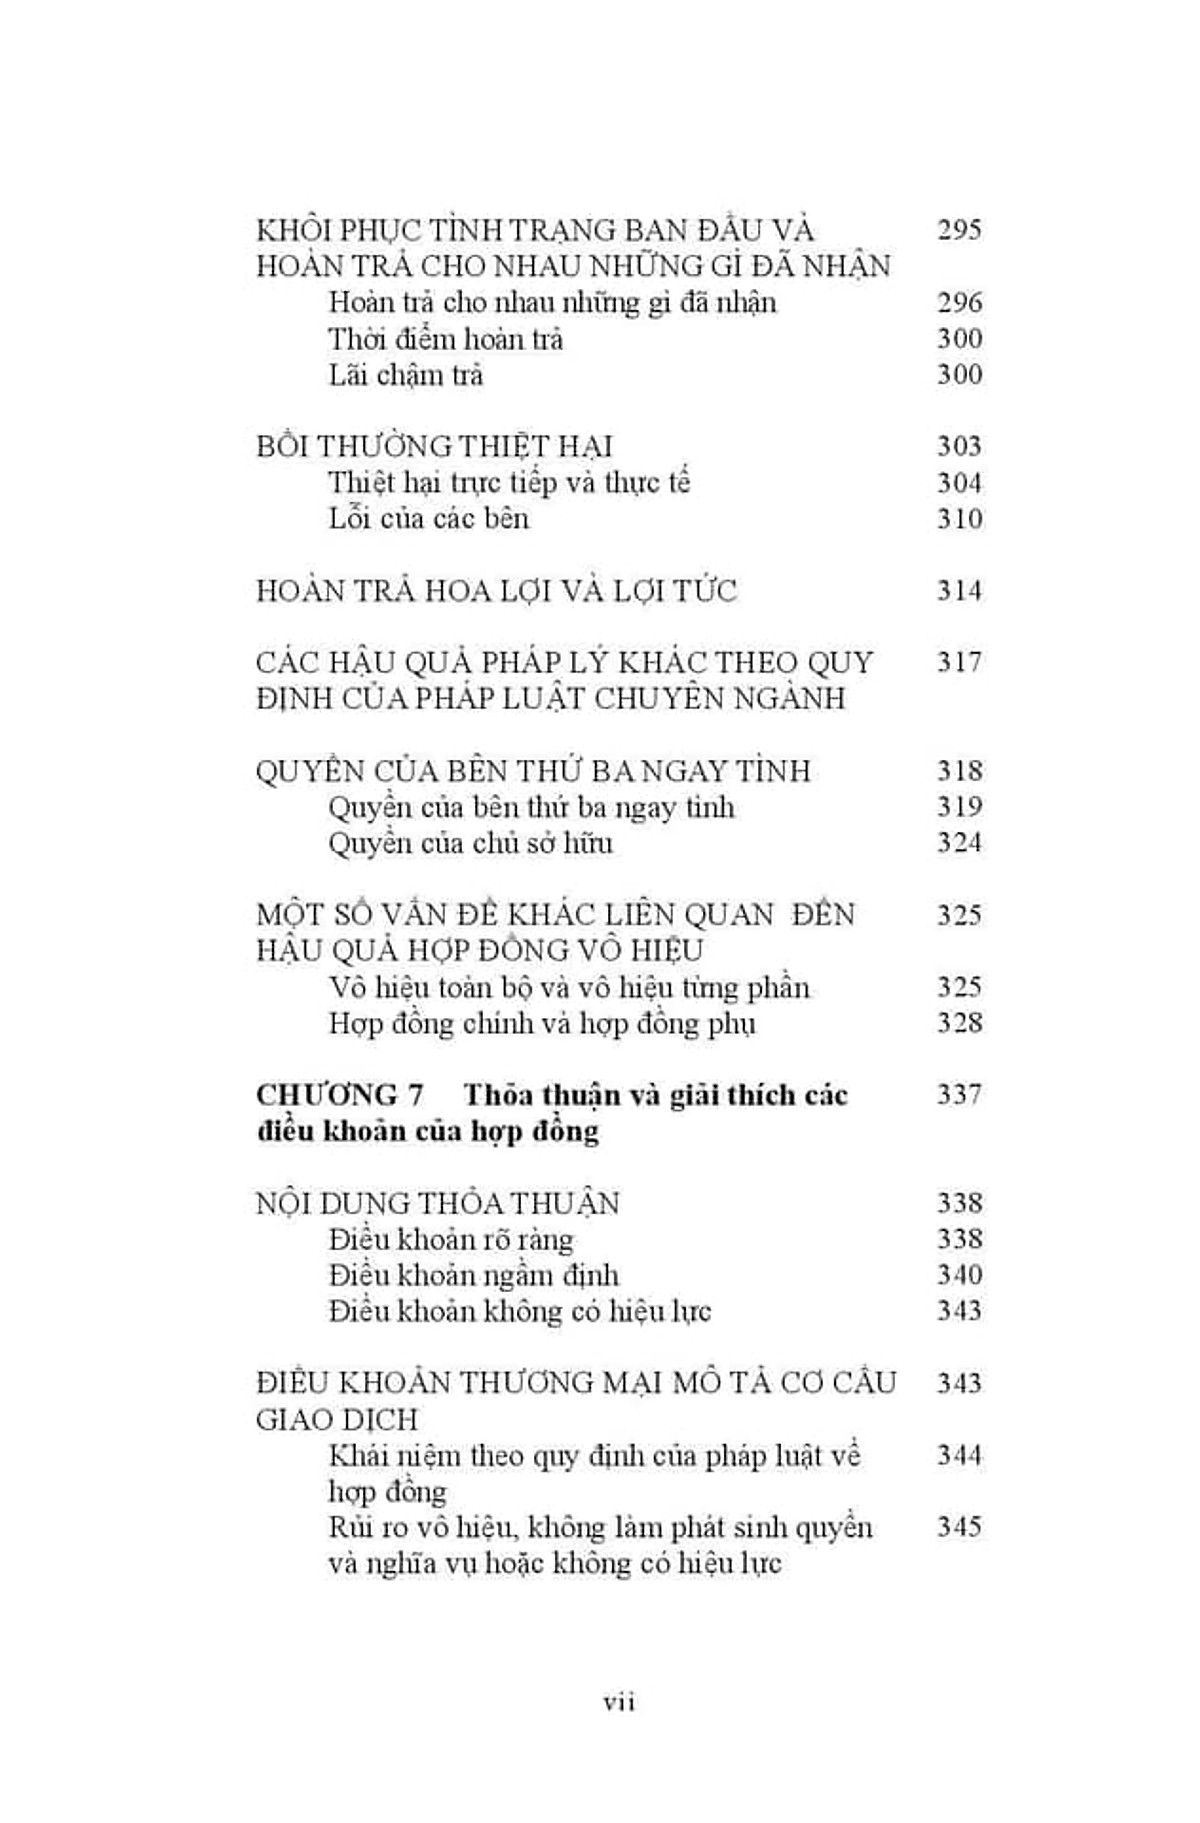 KHÔI PHỤC TÌNH TRẠNG BAN ĐẦU VÀ 295
HOÀN TRẢ CHO NHAU NHỮNG GÌ ĐÃ NHẬN
Hoàn trả cho nhau những gì đã nhận 296
Thời điểm hoàn trả 300
Lãi chậm trả 300
BỒI THƯỜNG THIỆT HẠI 303
Thiệt hại trực tiếp và thực tế 304
Lỗi của các bên 310
HOÀN TRẢ HOA LỢI VÀ LỢI TỨC 314
CÁC HẬU QUẢ PHÁP LÝ KHÁC THEO QUY 317
ĐỊNH CỦA PHÁP LUẬT CHUYÊN NGÀNH
QUYỀN CỦA BÊN THỨ BA NGAY TÌNH 318
Quyền của bên thứ ba ngay tình 319
Quyền của chủ sở hữu 324
MỘT SỐ VẤN ĐỀ KHÁC LIÊN QUAN ĐẾN 325
HẬU QUẢ HỢP ĐỒNG VÔ HIỆU
Vô hiệu toàn bộ và vô hiệu từng phần 325
Hợp đồng chính và hợp đồng phụ 328
CHƯƠNG 7 Thỏa thuận và giải thích các 337
điều khoản của hợp đồng
NỘI DUNG THỎA THUẬN 338
Điều khoản rõ ràng 338
Điều khoản ngầm định 340
Điều khoản không có hiệu lực 343
ĐIỀU KHOẢN THƯƠNG MẠI MÔ TẢ CƠ CẤU 343
GIAO DỊCH
Khái niệm theo quy định của pháp luật về 344
hợp đồng
Rủi ro vô hiệu, không làm phát sinh quyền 345
và nghĩa vụ hoặc không có hiệu lực
vii